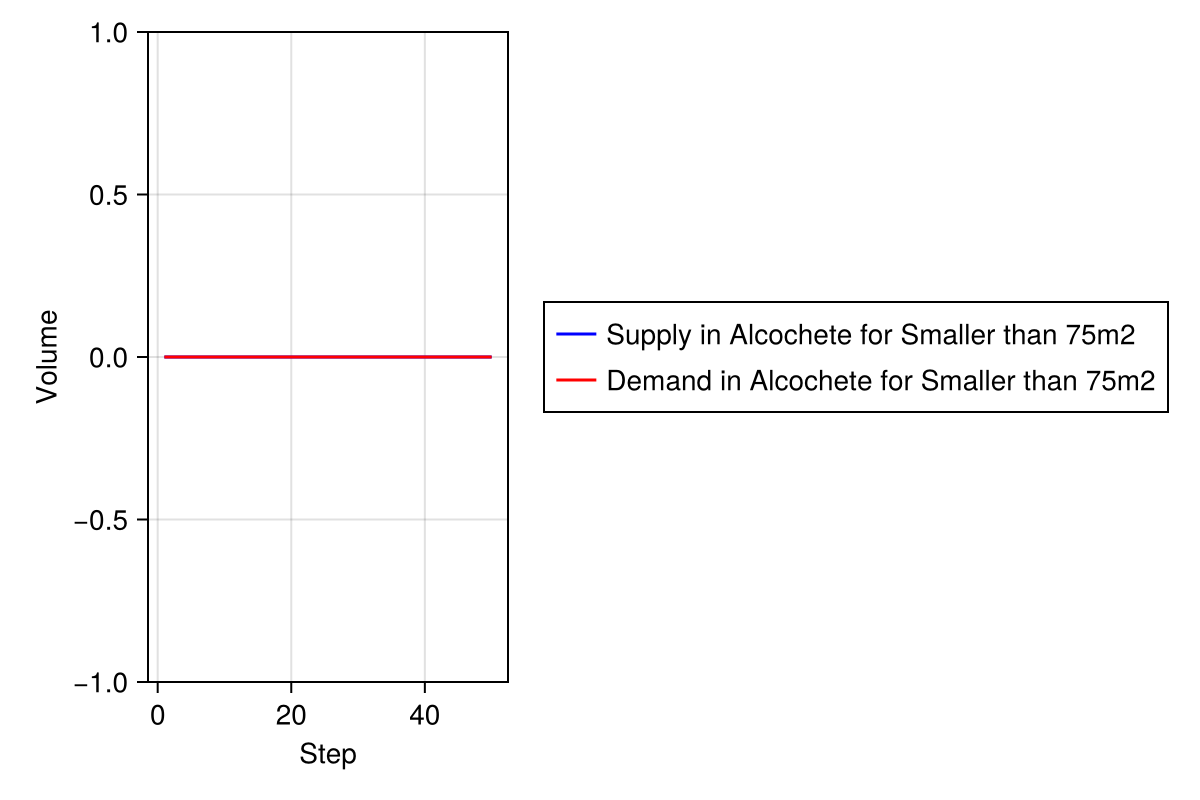 1.0
0.5
0.0
−0.5
−1.0
Volume
0 20 40
Step
Supply in Alcochete for Smaller than 75m2
Demand in Alcochete for Smaller than 75m2